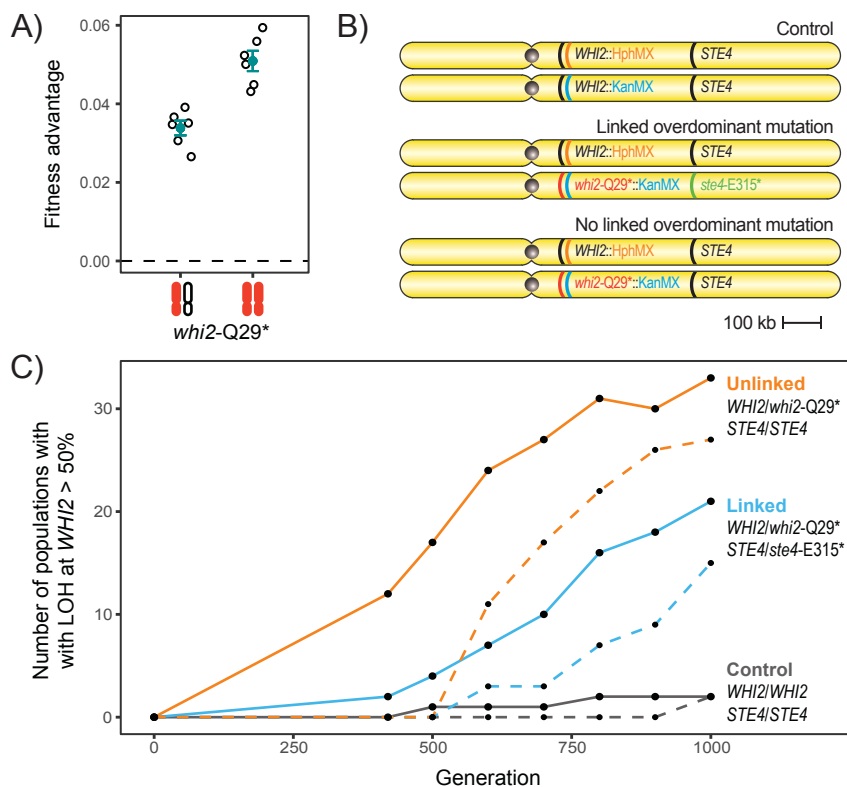 A)
0.06
0.04
0.02
0.00
Fitness advantage
whi2-Q29*
B)
Control
WHI2::HphMX
STE4
WHI2::KanMX
STE4
Linked overdominant mutation
WHI2::HphMX
STE4
whi2-Q29*::KanMX
ste4-E315*
No linked overdominant mutation
WHI2::HphMX
STE4
whi2-Q29*::KanMX
STE4
100 kb
C)
Number of populations with
with LOH at WHI2 > 50%
30
20
10
0
Unlinked
WHI2/whi2-Q29*
STE4/STE4
Linked
WHI2/whi2-Q29*
STE4/ste4-E315*
Control
WHI2/WHI2
STE4/STE4
0
250
500
750
1000
Generation